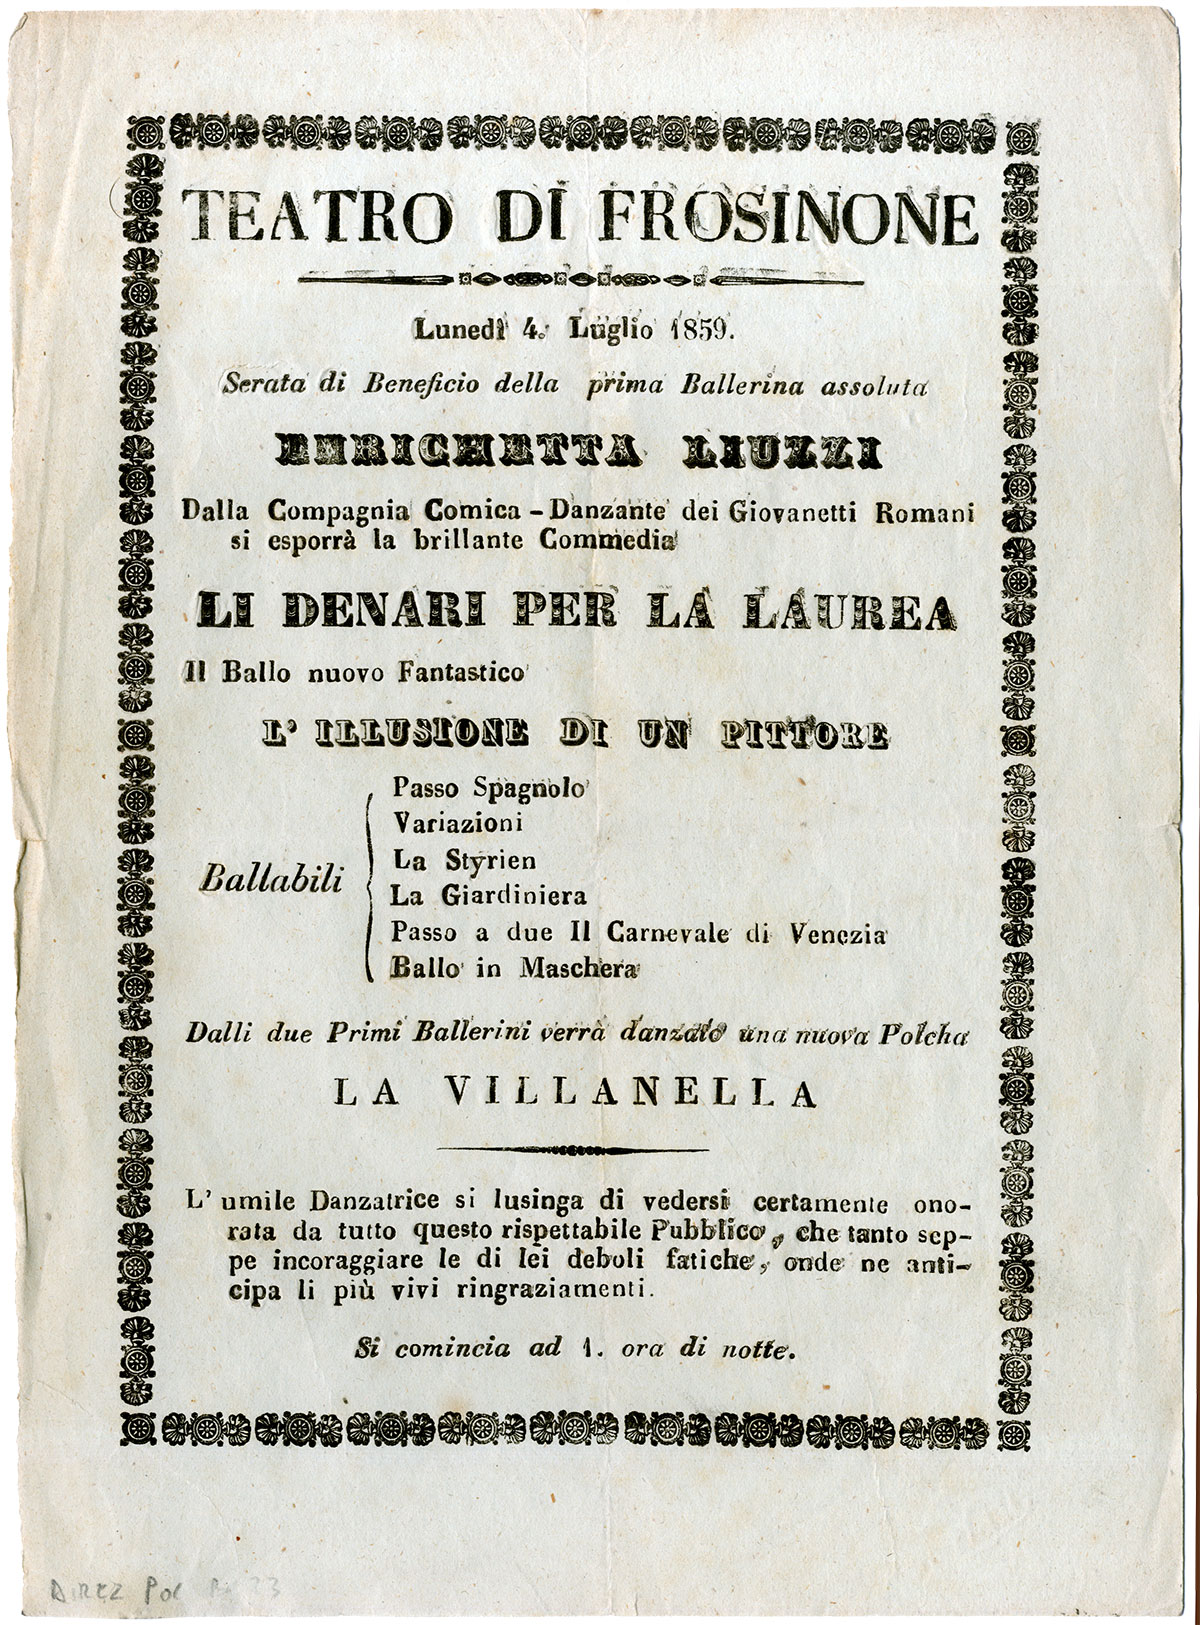 TEATRO DI FROSINONE
Lunedì 4. Luglio 1859.
Serata di Beneficio della prima Ballerina assoluta
ENRICHETTA LIUZZI
Dalla Compagnia Comica - Danzante dei Giovanetti Romani
si esporrà la brillante Commedia
LI DENARI PER LA LAUREA
Il Ballo nuovo Fantastico
L' ILLUSIONE DI UN PITTORE
Ballabili
Passo Spagnolo
Variazioni
La Styrien
La Giardiniera
Passo a due Il Carnevale di Venezia
Ballo in Maschera
Dalli due Primi Ballerini verrà danzato una nuova Polcha
LA VILLANELLA
L' umile Danzatrice si lusinga di vedersi certamente ono-
rata da tutto questo rispettabile Pubblico, che tanto sep-
pe incoraggiare le di lei deboli fatiche, onde ne anti-
cipa li più vivi ringraziamenti.
Si comincia ad 1. ora di notte.
DIREZ POL 23